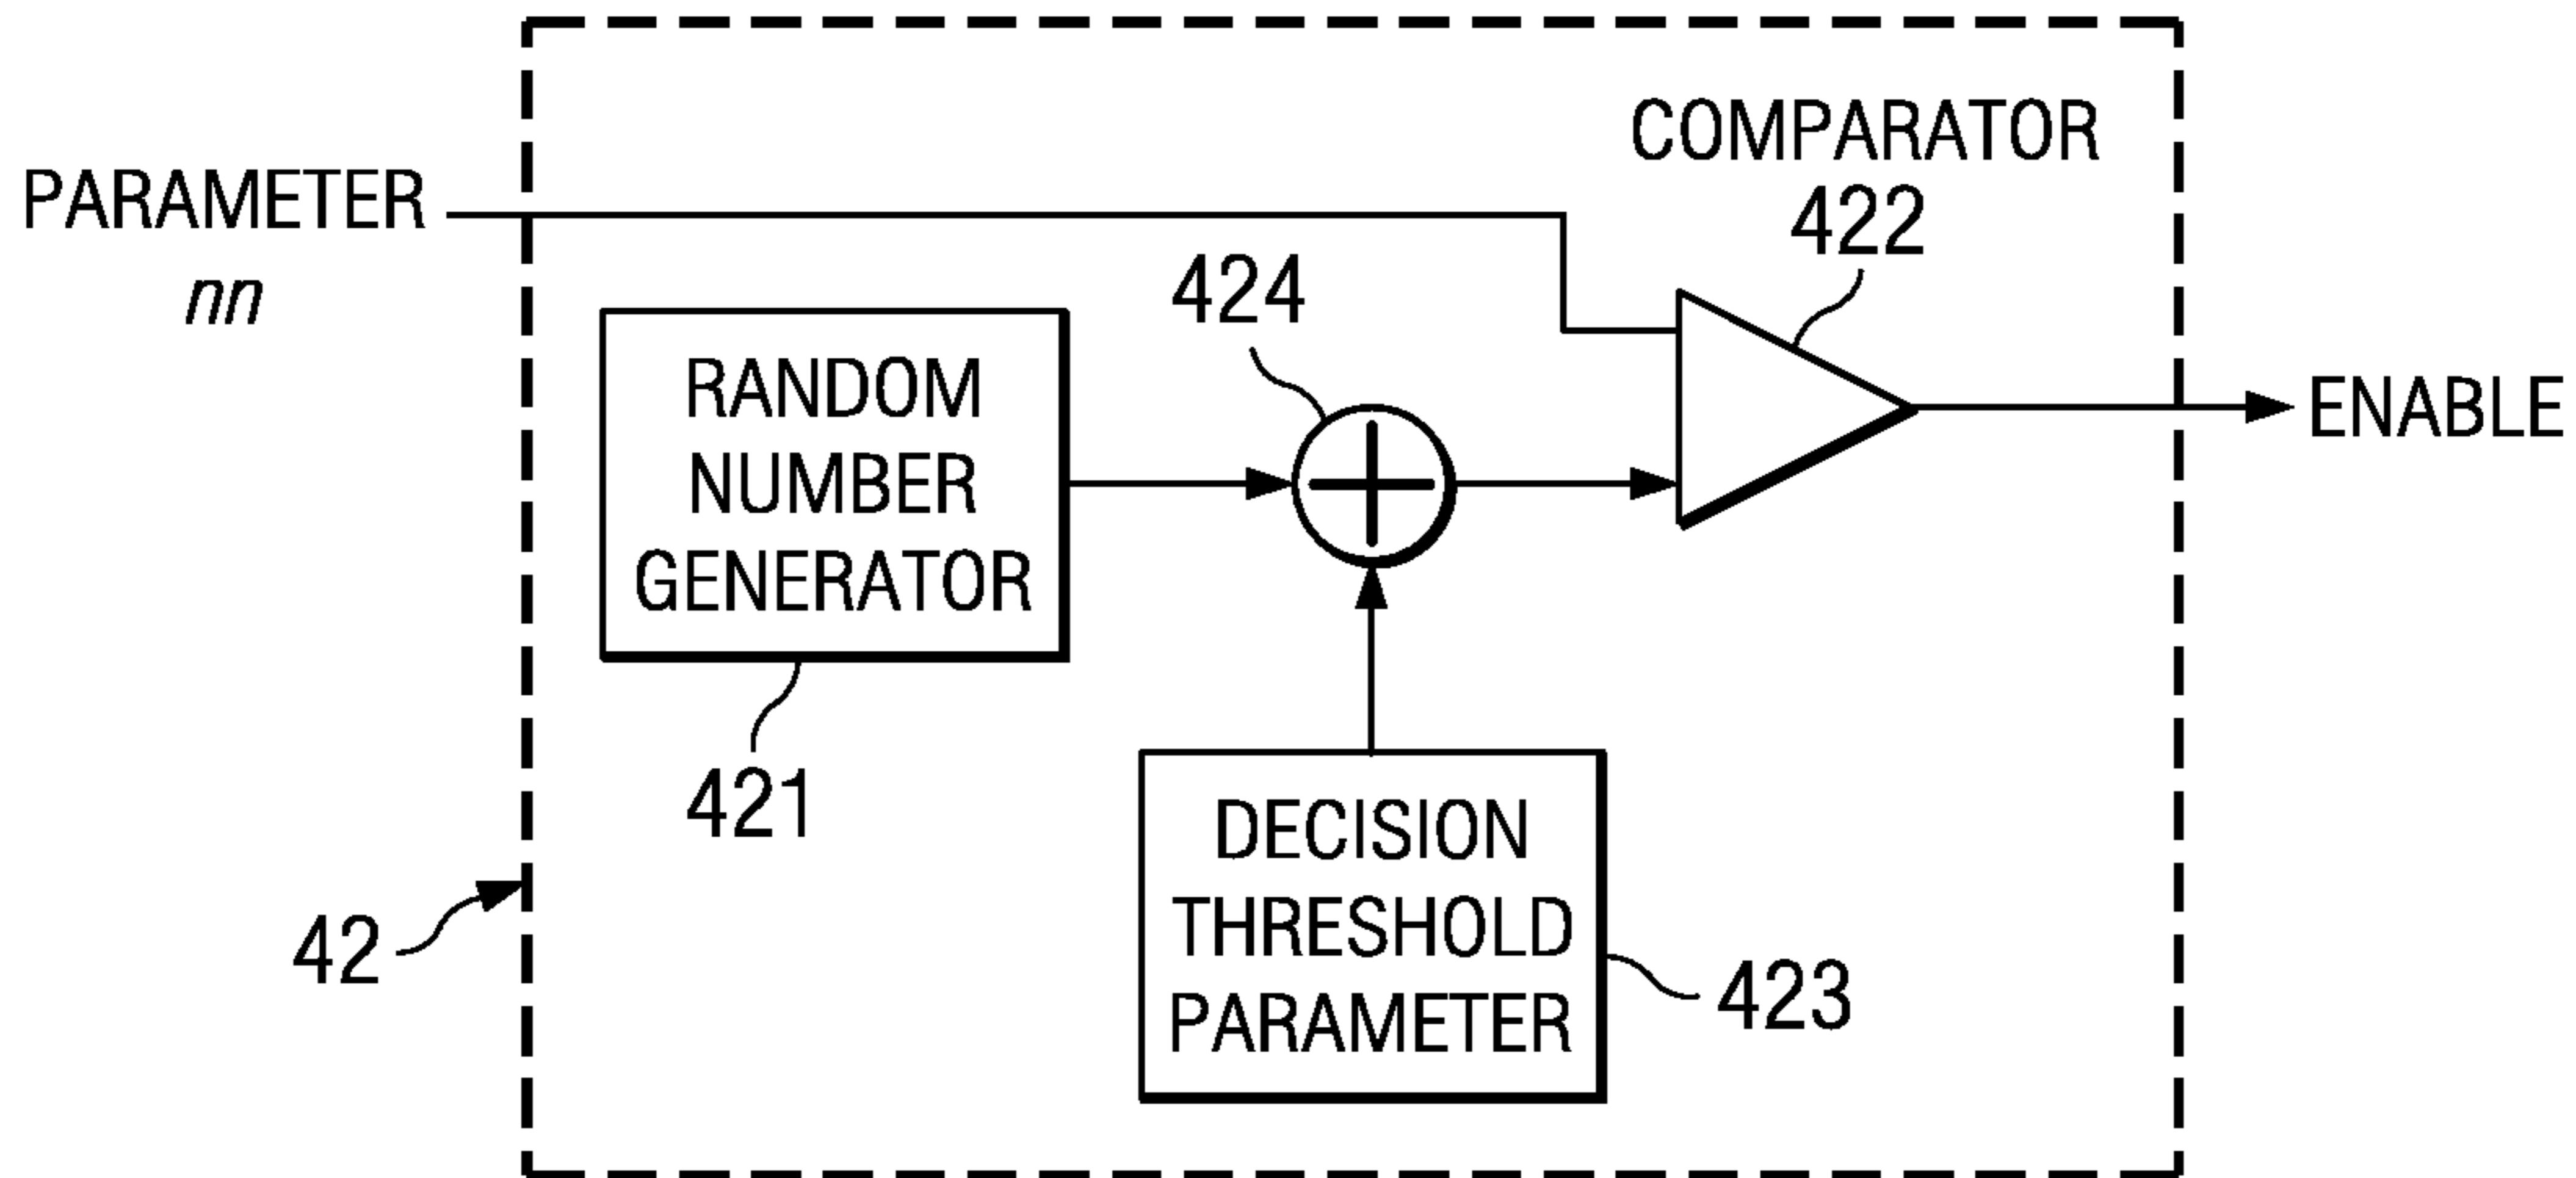 COMPARATOR
422
PARAMETER
nn
424
RANDOM
NUMBER
GENERATOR
ENABLE
421
DECISION
THRESHOLD
PARAMETER
42
423